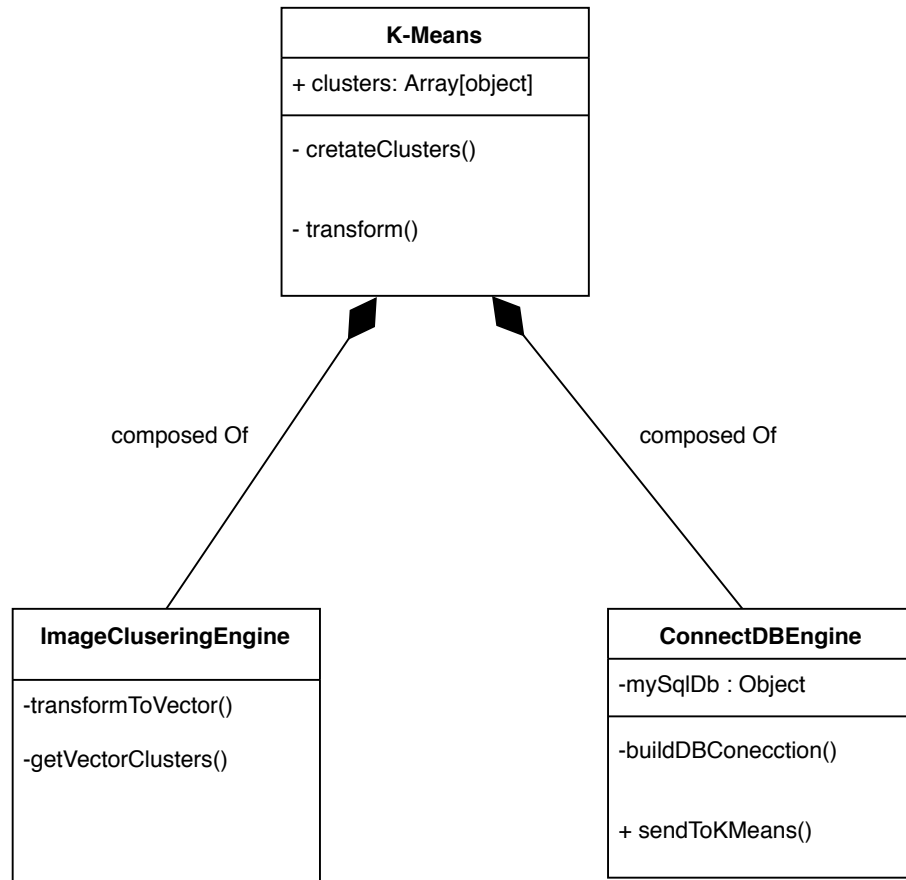 K-Means
+ clusters: Array[object]
- cretateClusters()
- transform()
composed Of
composed Of
ImageCluseringEngine
-transformToVector()
-getVectorClusters()
ConnectDBEngine
-mySqlDb : Object
-buildDBConecction()
+ sendToKMeans()